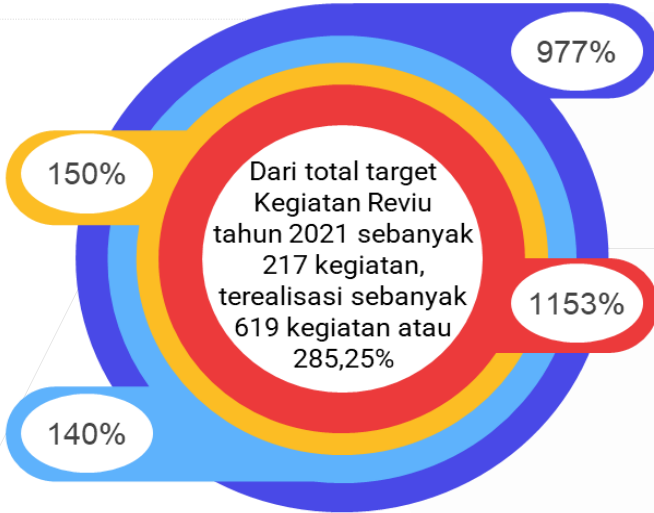 977%
150%
Dari total target
Kegiatan Reviu
tahun 2021 sebanyak
217 kegiatan,
terealisasi sebanyak
619 kegiatan atau
285,25%
1153%
140%